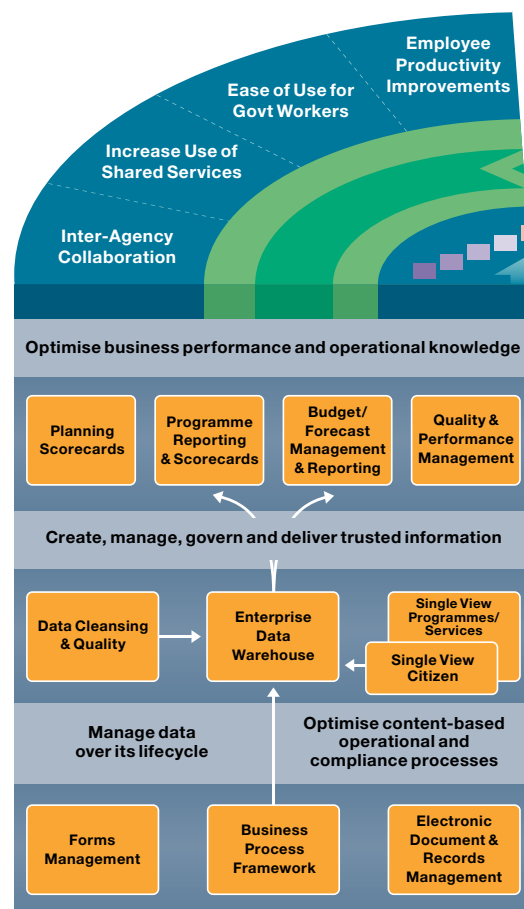 Employee
Productivity
Improvements
Ease of Use for
Govt Workers
Increase Use of
Shared Services
Inter-Agency
Collaboration
Optimise business performance and operational knowledge
Planning
Scorecards
Programme
Reporting
& Scorecards
Budget/
Forecast
Management
& Reporting
Quality &
Performance
Management
Create, manage, govern and deliver trusted information
Data Cleansing
& Quality
Enterprise
Data
Warehouse
Single View
Programmes/
Services
Single View
Citizen
Manage data
over its lifecycle
Optimise content-based
operational and
compliance processes
Forms
Management
Business
Process
Framework
Electronic
Document &
Records
Management